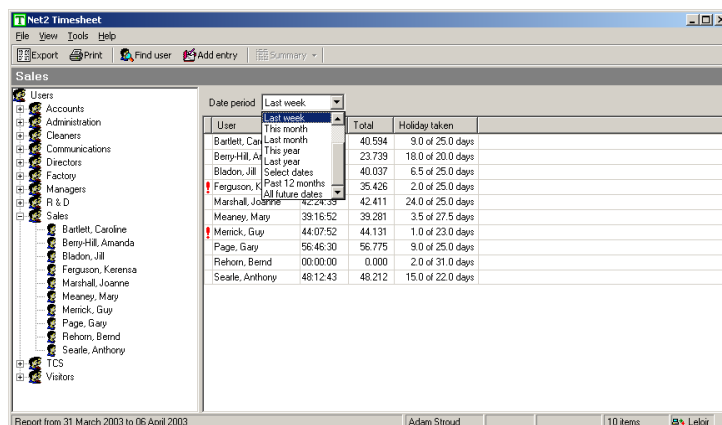 Net2 Timesheet
File View Tools Help
Export Print Find user Add entry Summary
Sales
Users
Accounts
Administration
Cleaners
Communications
Directors
Factory
Managers
R & D
Sales
Bartlett, Caroline
Berry-Hill, Amanda
Bladon, Jill
Ferguson, Kerensa
Marshall, Joanne
Meaney, Mary
Merrick, Guy
Page, Gary
Rehorn, Bernd
Searle, Anthony
TCS
Visitors
Date period Last week
Last week
This month
Last month
This year
Last year
Select dates
Past 12 months
All future dates
User Total Holiday taken
Bartlett, Car 40.594 9.0 of 25.0 days
Berry-Hill, A 23.739 18.0 of 20.0 days
Bladon, Jill 40.037 6.5 of 25.0 days
Ferguson, K 35.426 2.0 of 25.0 days
Marshall, Joanne 42:24:39 42.411 24.0 of 25.0 days
Meaney, Mary 39:16:52 39.281 3.5 of 27.5 days
Merrick, Guy 44:07:52 44.131 1.0 of 23.0 days
Page, Gary 56:46:30 56.775 9.0 of 25.0 days
Rehorn, Bernd 00:00:00 0.000 2.0 of 31.0 days
Searle, Anthony 48:12:43 48.212 15.0 of 22.0 days
Report from 31 March 2003 to 06 April 2003 Adam Stroud 10 items Leloir